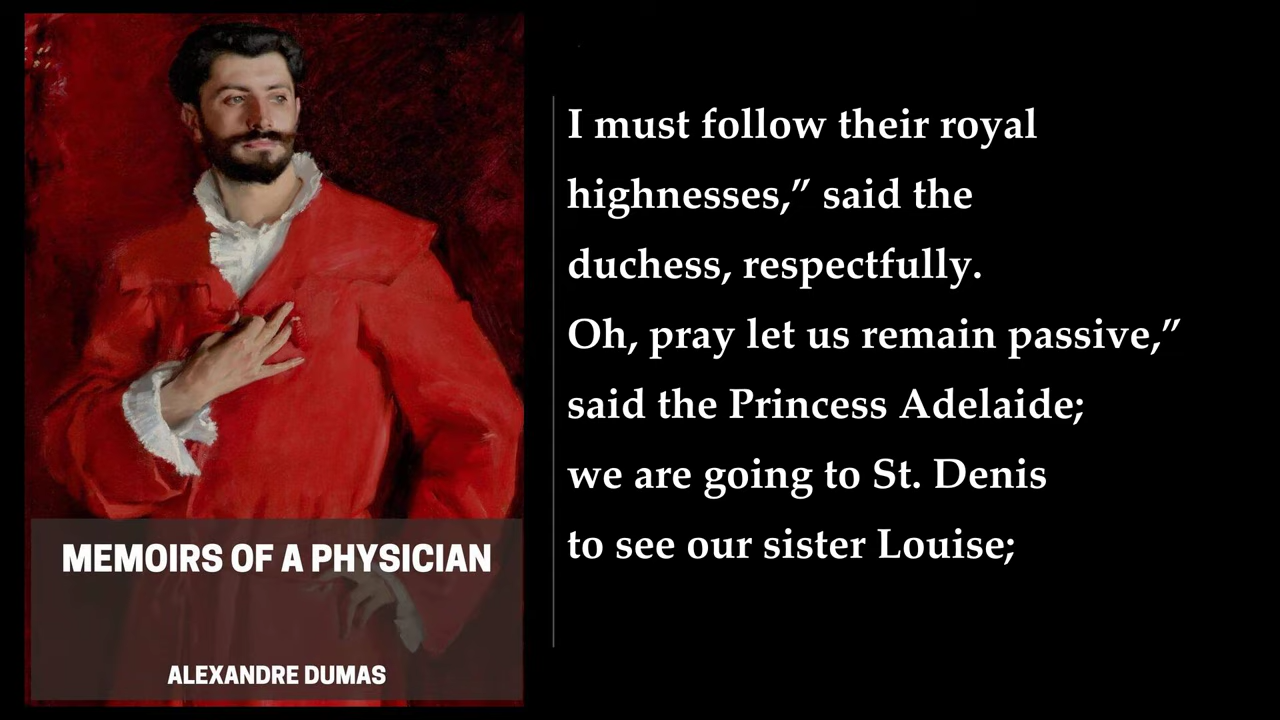 MEMOIRS OF A PHYSICIAN
ALEXANDRE DUMAS
I must follow their royal
highnesses,” said the
duchess, respectfully.
Oh, pray let us remain passive,”
said the Princess Adelaide;
we are going to St. Denis
to see our sister Louise;